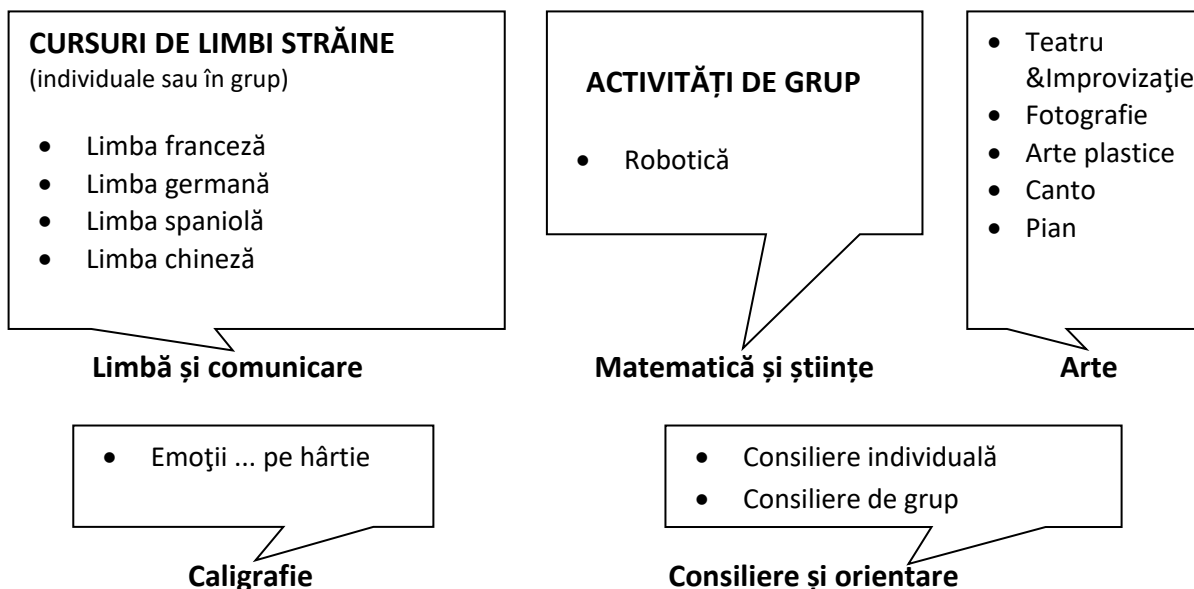 CURSURI DE LIMBI STRĂINE
(individuale sau în grup)
• Limba franceză
• Limba germană
• Limba spaniolă
• Limba chineză
Limbă și comunicare
ACTIVITĂȚI DE GRUP
• Robotică
Matematică și științe
• Teatru
&Improvizaţie
• Fotografie
• Arte plastice
• Canto
• Pian
Arte
• Emoţii ... pe hârtie
Caligrafie
• Consiliere individuală
• Consiliere de grup
Consiliere și orientare